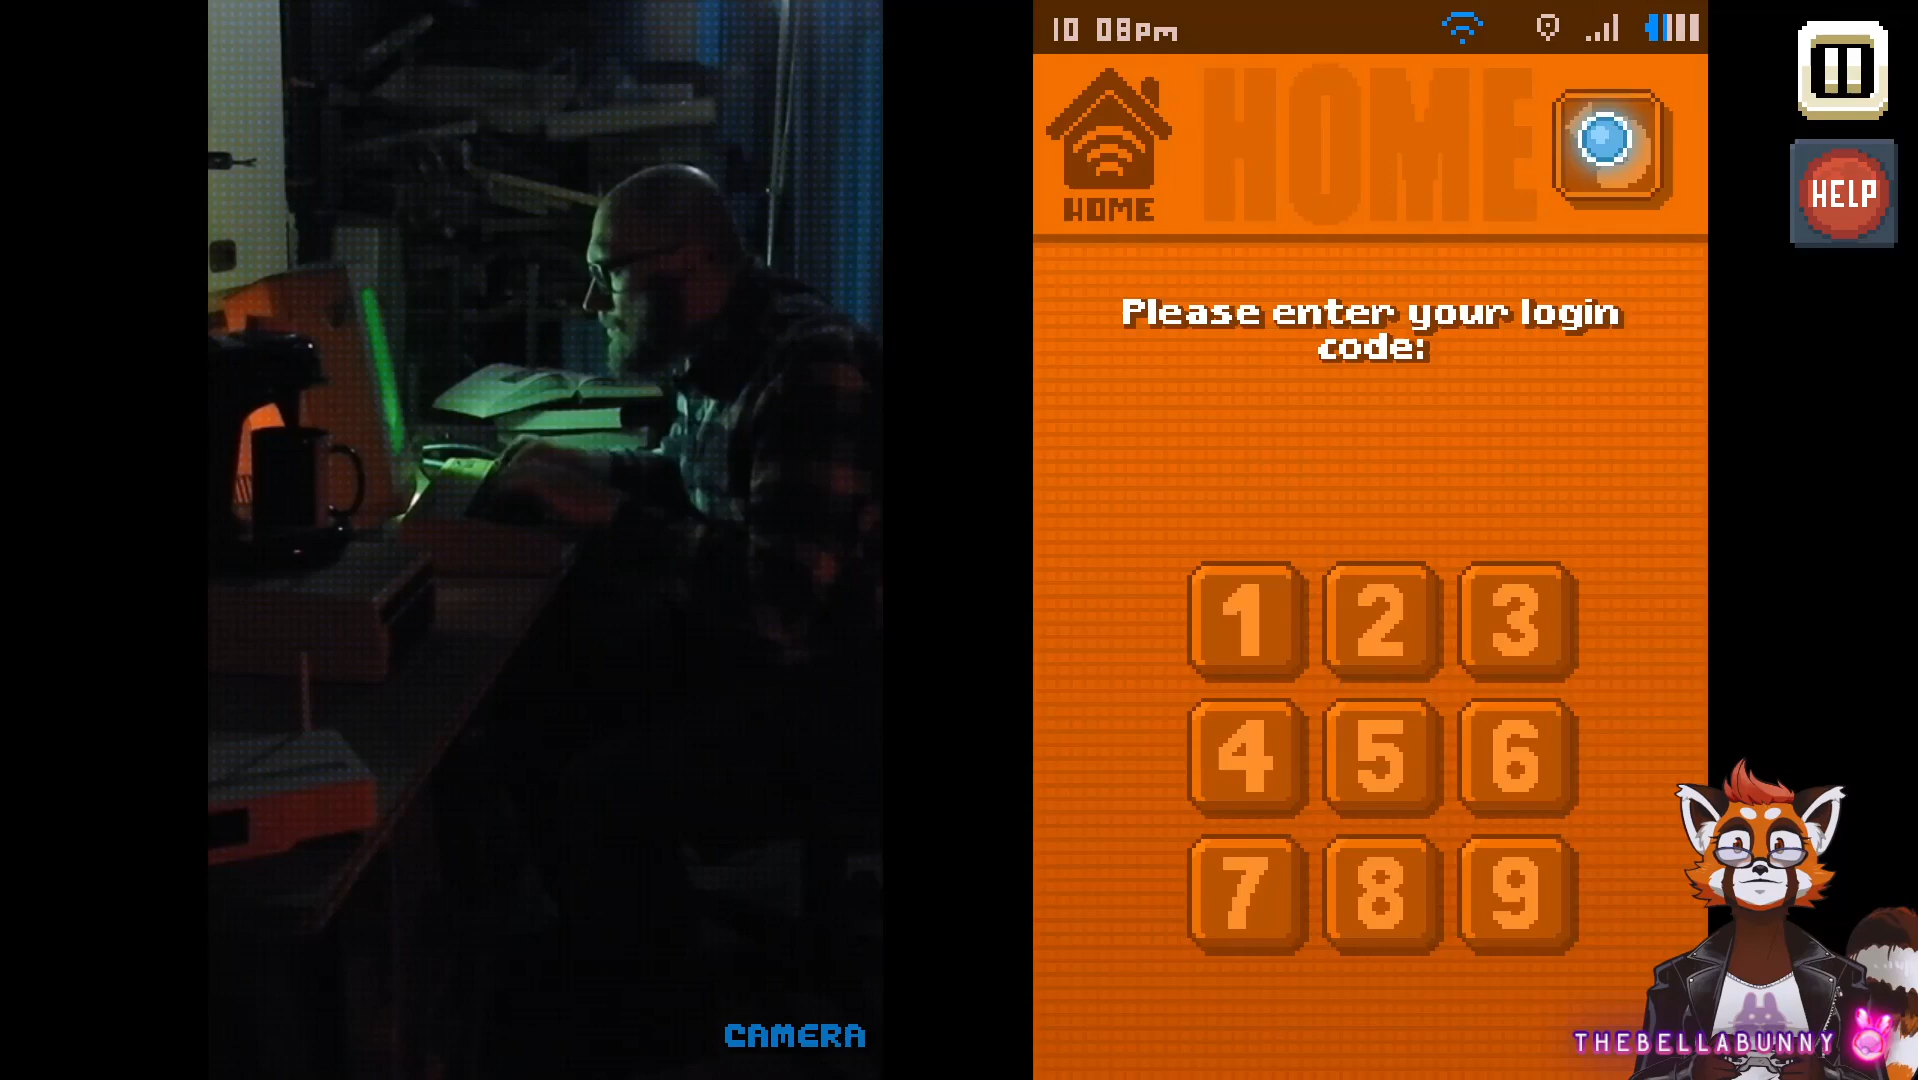 10 08pm
HOME
HOME
HELP
Please enter your login
code:
1 2 3
4 5 6
7 8 9
CAMERA
THEBELLABUNNY